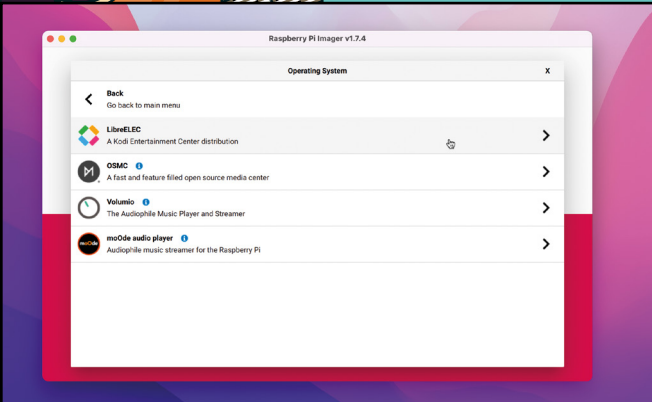 Raspberry Pi Imager v1.7.4
Operating System
X
Back
Go back to main menu
LibreELEC
A Kodi Entertainment Center distribution
OSMC
A fast and feature filled open source media center
Volumio
The Audiophile Music Player and Streamer
moOde
moOde audio player
Audiophile music streamer for the Raspberry Pi